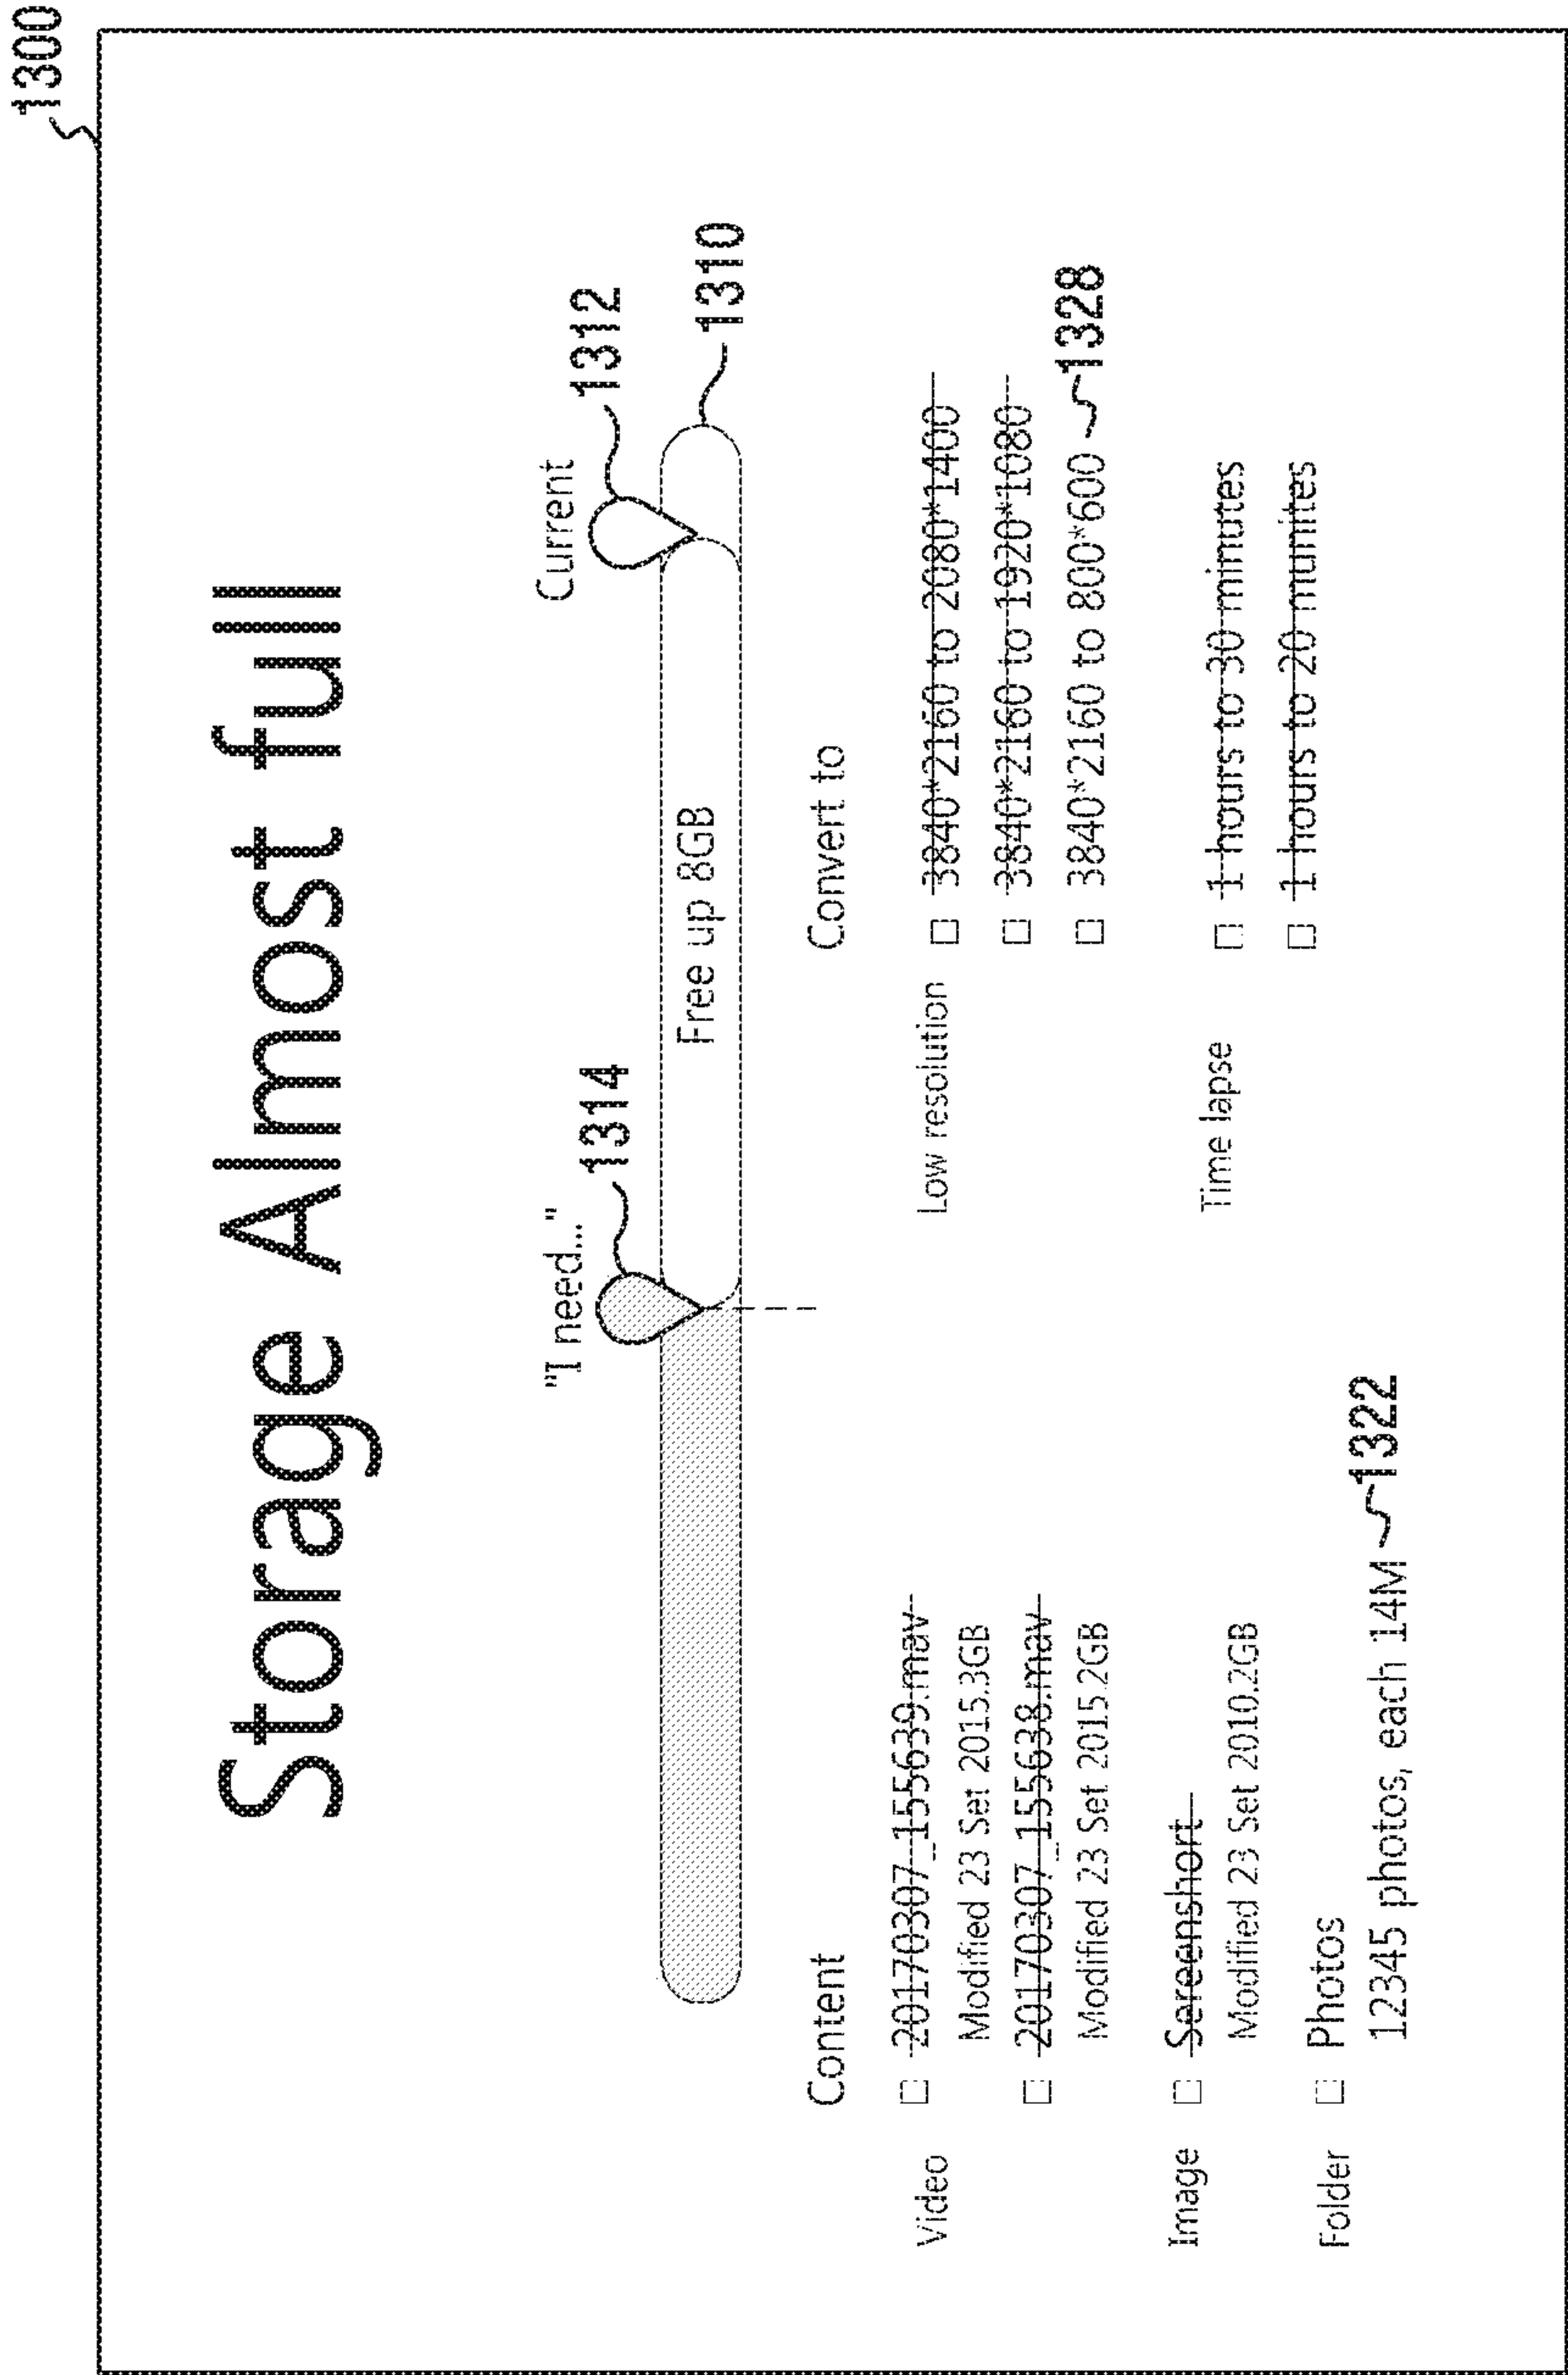 1300
Storage Almost full
"I need..."
1314
Current
1312
Free up 8GB
1310
Content
Video
□ 20170307_155639.mav
Modified 23 Set 2015.3GB
□ 20170307_155638.mav
Modified 23 Set 2015.2GB
Image
□ Sereenshort
Modified 23 Set 2010.2GB
Folder
□ Photos
12345 photos, each 14M 1322
Convert to
Low resolution
□ 3840*2160 to 2080*1400
□ 3840*2160 to 1920*1080
□ 3840*2160 to 800*600 1328
Time lapse
□ 1 hours to 30 minutes
□ 1 hours to 20 munites